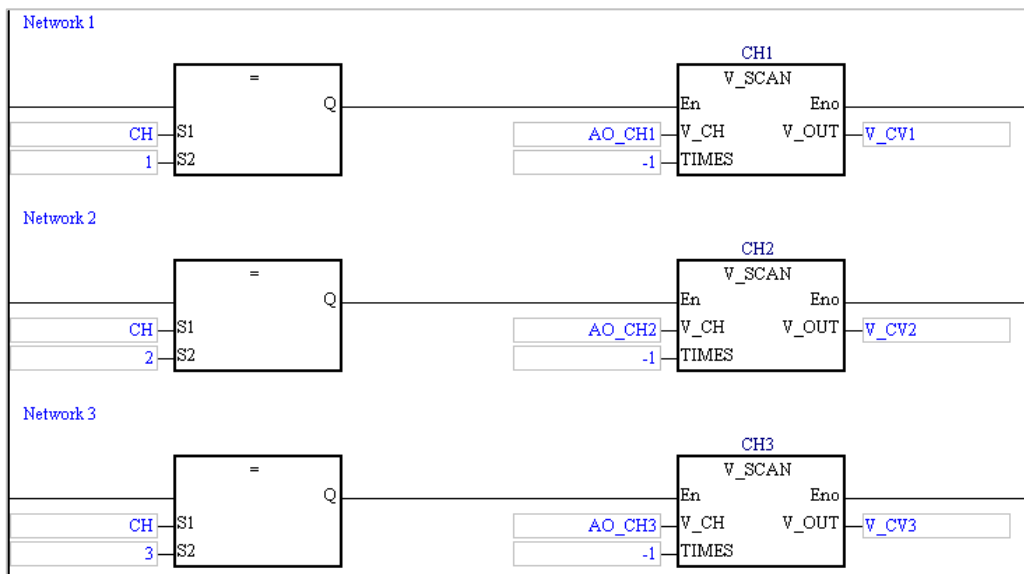 Network 1
CH1
= V_SCAN
Q En Eno
CH S1 AO_CH1 V_CH V_OUT V_CV1
1 S2 -1 TIMES
Network 2
CH2
= V_SCAN
Q En Eno
CH S1 AO_CH2 V_CH V_OUT V_CV2
2 S2 -1 TIMES
Network 3
CH3
= V_SCAN
Q En Eno
CH S1 AO_CH3 V_CH V_OUT V_CV3
3 S2 -1 TIMES